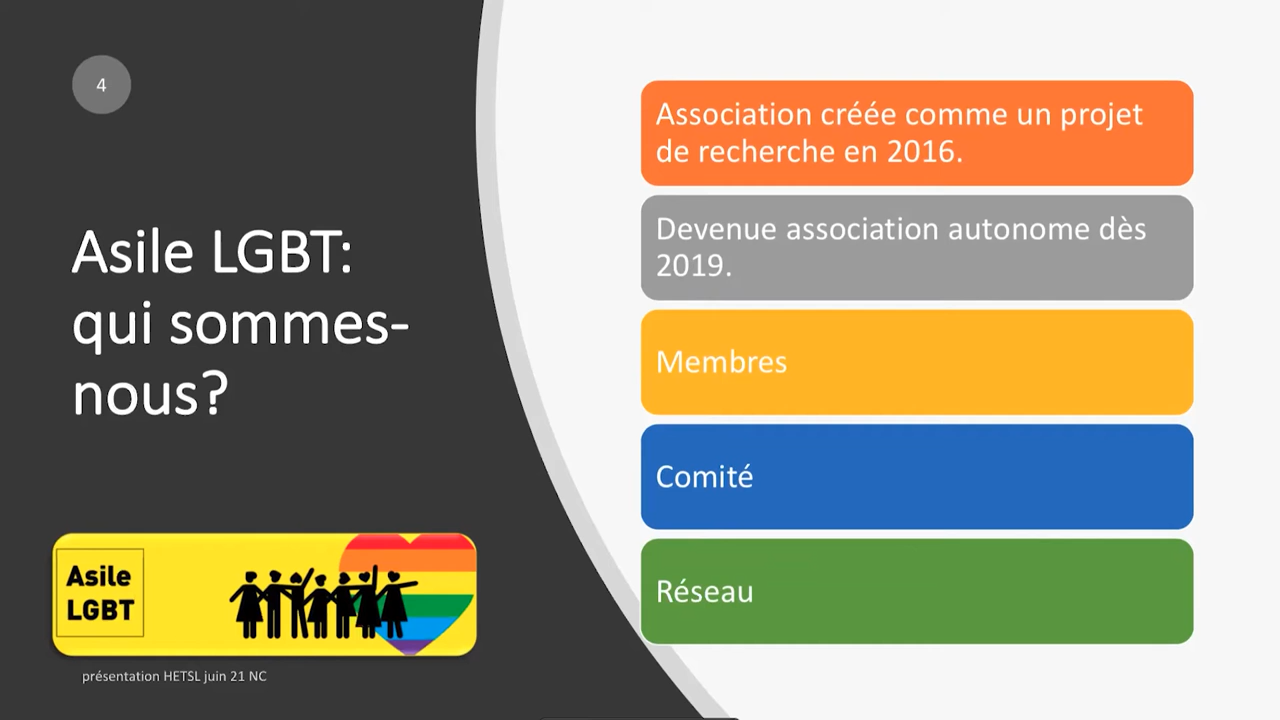 4
Asile LGBT:
qui sommes-
nous?
Asile
LGBT
présentation HETSL juin 21 NC
Association créée comme un projet
de recherche en 2016.
Devenue association autonome dès
2019.
Membres
Comité
Réseau